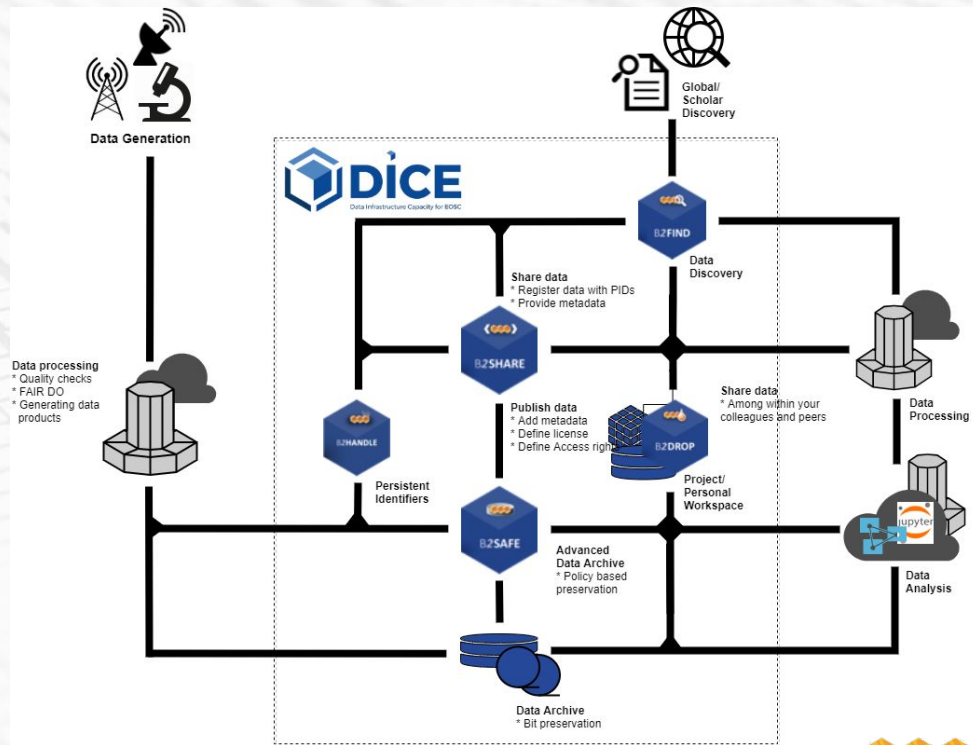 Global/
Scholar
Discovery
Data Generation
DICE
Data Infrastructure Capacity for EOSC
B2FIND
Data
Discovery
Share data
* Register data with PIDs
* Provide metadata
B2SHARE
Data processing
* Quality checks
* FAIR DO
* Generating data
products
Share data
* Among within your
colleagues and peers
Data
Processing
Publish data
* Add metadata
* Define license
* Define Access rights
B2HANDLE
B2DROP
Persistent
Identifiers
Project/
Personal
Workspace
B2SAFE
jupyter
Advanced
Data Archive
* Policy based
preservation
Data
Analysis
Data Archive
* Bit preservation